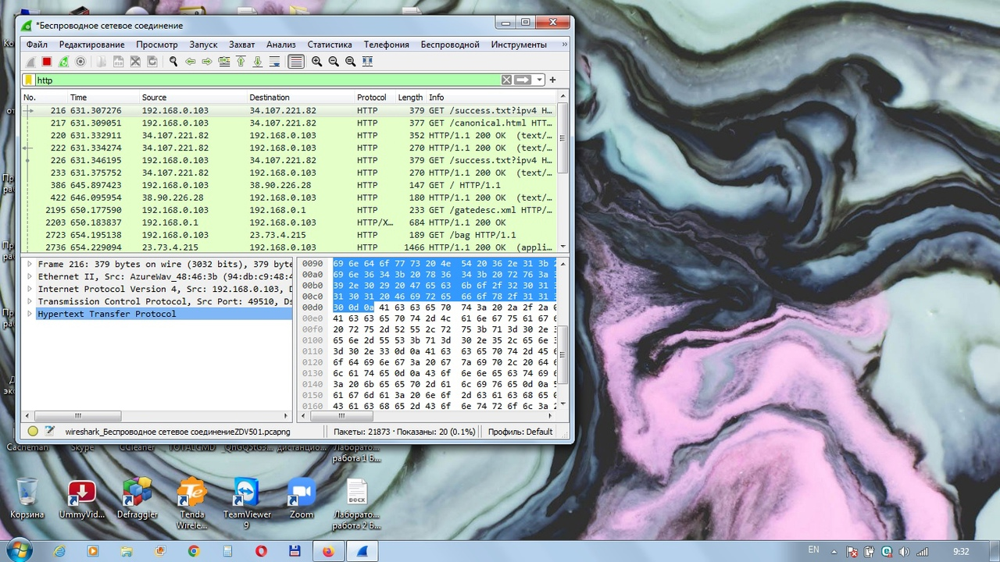 *Беспроводное сетевое соединение
Файл Редактирование Просмотр Запуск Захват Анализ Статистика Телефония Беспроводной Инструменты »
http
No. Time Source Destination Protocol Length Info
216 631.307276 192.168.0.103 34.107.221.82 HTTP 379 GET /success.txt?ipv4 H…
217 631.309051 192.168.0.103 34.107.221.82 HTTP 377 GET /canonical.html HTT…
220 631.332911 34.107.221.82 192.168.0.103 HTTP 352 HTTP/1.1 200 OK (text/…
222 631.334274 34.107.221.82 192.168.0.103 HTTP 270 HTTP/1.1 200 OK (text/…
226 631.346195 192.168.0.103 34.107.221.82 HTTP 379 GET /success.txt?ipv4 H…
233 631.375752 34.107.221.82 192.168.0.103 HTTP 270 HTTP/1.1 200 OK (text/…
386 645.897423 192.168.0.103 38.90.226.28 HTTP 147 GET / HTTP/1.1
422 646.095954 38.90.226.28 192.168.0.103 HTTP 180 HTTP/1.1 200 OK (text/…
2195 650.177590 192.168.0.103 192.168.0.1 HTTP 233 GET /gatedesc.xml HTTP/…
2203 650.183837 192.168.0.1 192.168.0.103 HTTP/X… 684 HTTP/1.1 200 OK
2723 654.195138 192.168.0.103 23.73.4.215 HTTP 189 GET /bag HTTP/1.1
2736 654.229094 23.73.4.215 192.168.0.103 HTTP 1466 HTTP/1.1 200 OK (appli…
Frame 216: 379 bytes on wire (3032 bits), 379 byte
Ethernet II, Src: AzureWav_48:46:3b (94:db:c9:48:4
Internet Protocol Version 4, Src: 192.168.0.103, D
Transmission Control Protocol, Src Port: 49510, Ds
Hypertext Transfer Protocol
0090 69 6e 64 6f 77 73 20 4e 54 20 36 2e 31 3b 2
00a0 69 6e 36 34 3b 20 78 36 34 3b 20 72 76 3a 3
00b0 39 2e 30 29 20 47 65 63 6b 6f 2f 32 30 31 3
00c0 31 30 31 20 46 69 72 65 66 6f 78 2f 31 31 3
00d0 30 0d 0a 41 63 63 65 70 74 3a 20 2a 2f 2a 0
00e0 41 63 63 65 70 74 2d 4c 61 6e 67 75 61 67 6
00f0 20 72 75 2d 52 55 2c 72 75 3b 71 3d 30 2e 3
0100 65 6e 2d 55 53 3b 71 3d 30 2e 35 2c 65 6e 3
0110 3d 30 2e 33 0d 0a 41 63 63 65 70 74 2d 45 6
0120 6f 64 69 6e 67 3a 20 67 7a 69 70 2c 20 64 6
0130 6c 61 74 65 0d 0a 43 6f 6e 6e 65 63 74 69 6
0140 3a 20 6b 65 65 70 2d 61 6c 69 76 65 0d 0a 5
0150 61 67 6d 61 3a 20 6e 6f 2d 63 61 63 68 65 0
0160 43 61 63 68 65 2d 43 6f 6e 74 72 6f 6c 3a 2
wireshark_Беспроводное сетевое соединениеZDV501.pcapng Пакеты: 21873 · Показаны: 20 (0.1%) Профиль: Default
Cacheman Skype CCleaner TOTALCMD дистанцио… Лаборато…
работа 1 Б…
Корзина UmmyVid… Defraggler Tenda Wirele… TeamViewer 9 Zoom Лаборато…
работа 2 Б…
DOCX
EN 9:32